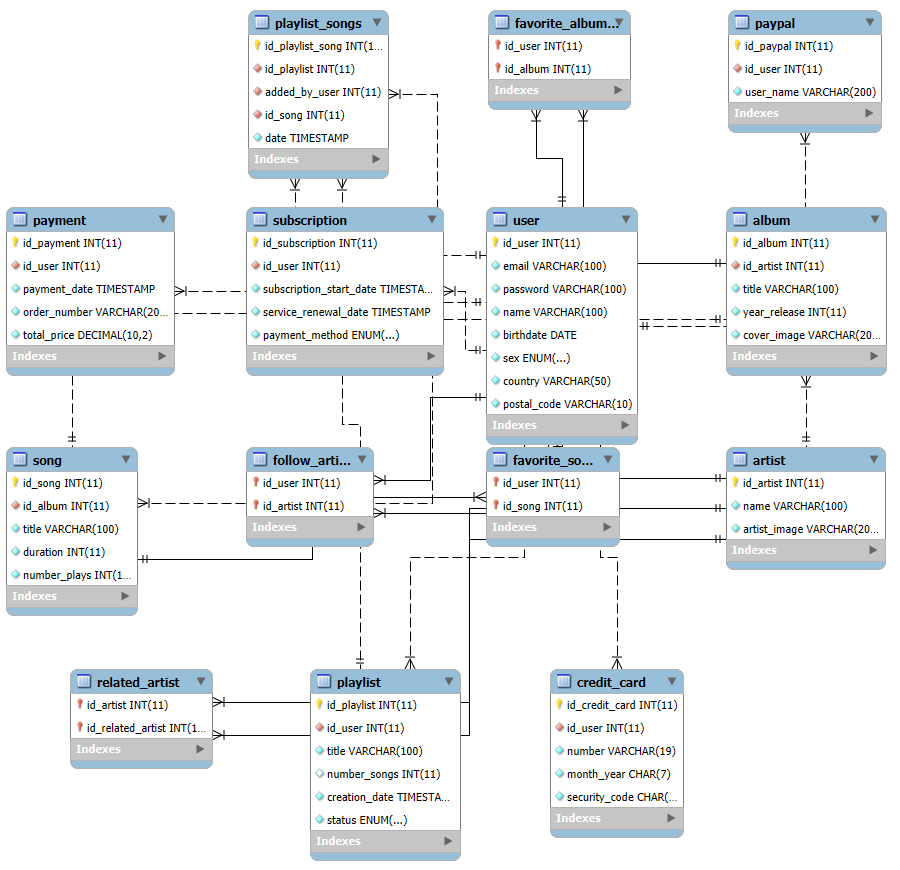 playlist_songs
id_playlist_song INT(1...
id_playlist INT(11)
added_by_user INT(11)
id_song INT(11)
date TIMESTAMP
Indexes
favorite_album...
id_user INT(11)
id_album INT(11)
Indexes
paypal
id_paypal INT(11)
id_user INT(11)
user_name VARCHAR(200)
Indexes
payment
id_payment INT(11)
id_user INT(11)
payment_date TIMESTAMP
order_number VARCHAR(20...
total_price DECIMAL(10,2)
Indexes
subscription
id_subscription INT(11)
id_user INT(11)
subscription_start_date TIMESTA...
service_renewal_date TIMESTAMP
payment_method ENUM(...)
Indexes
user
id_user INT(11)
email VARCHAR(100)
password VARCHAR(100)
name VARCHAR(100)
birthdate DATE
sex ENUM(...)
country VARCHAR(50)
postal_code VARCHAR(10)
Indexes
album
id_album INT(11)
id_artist INT(11)
title VARCHAR(100)
year_release INT(11)
cover_image VARCHAR(20...
Indexes
song
id_song INT(11)
id_album INT(11)
title VARCHAR(100)
duration INT(11)
number_plays INT(1...
Indexes
follow_arti...
id_user INT(11)
id_artist INT(11)
Indexes
favorite_so...
id_user INT(11)
id_song INT(11)
Indexes
artist
id_artist INT(11)
name VARCHAR(100)
artist_image VARCHAR(20...
Indexes
related_artist
id_artist INT(11)
id_related_artist INT(1...
Indexes
playlist
id_playlist INT(11)
id_user INT(11)
title VARCHAR(100)
number_songs INT(11)
creation_date TIMESTA...
status ENUM(...)
Indexes
credit_card
id_credit_card INT(11)
id_user INT(11)
number VARCHAR(19)
month_year CHAR(7)
security_code CHAR(...
Indexes